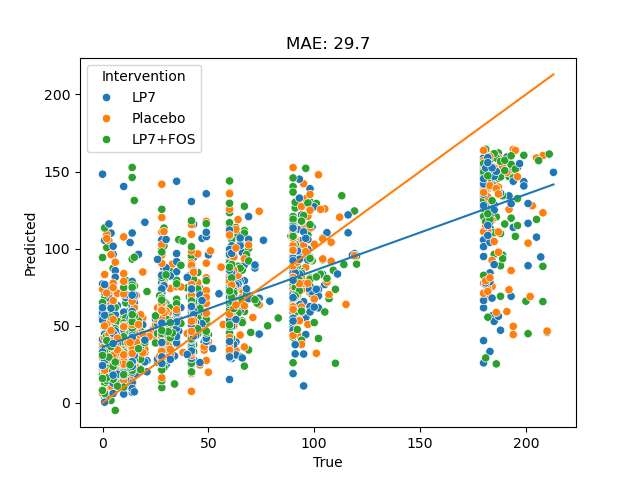 MAE: 29.7
Intervention
LP7
Placebo
LP7+FOS
Predicted
200
150
100
50
0
0 50 100 150 200
True